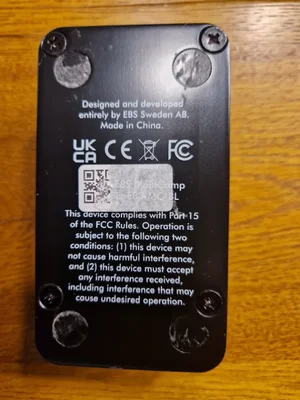 Designed and developed
entirely by EBS Sweden AB.
Made in China.
UK
CA CE FC
EBS MultiComp
This device complies with Part 15
of the FCC Rules. Operation is
subject to the following two
conditions: (1) this device may
not cause harmful interference,
and (2) this device must accept
any interference received,
including interference that may
cause undesired operation.